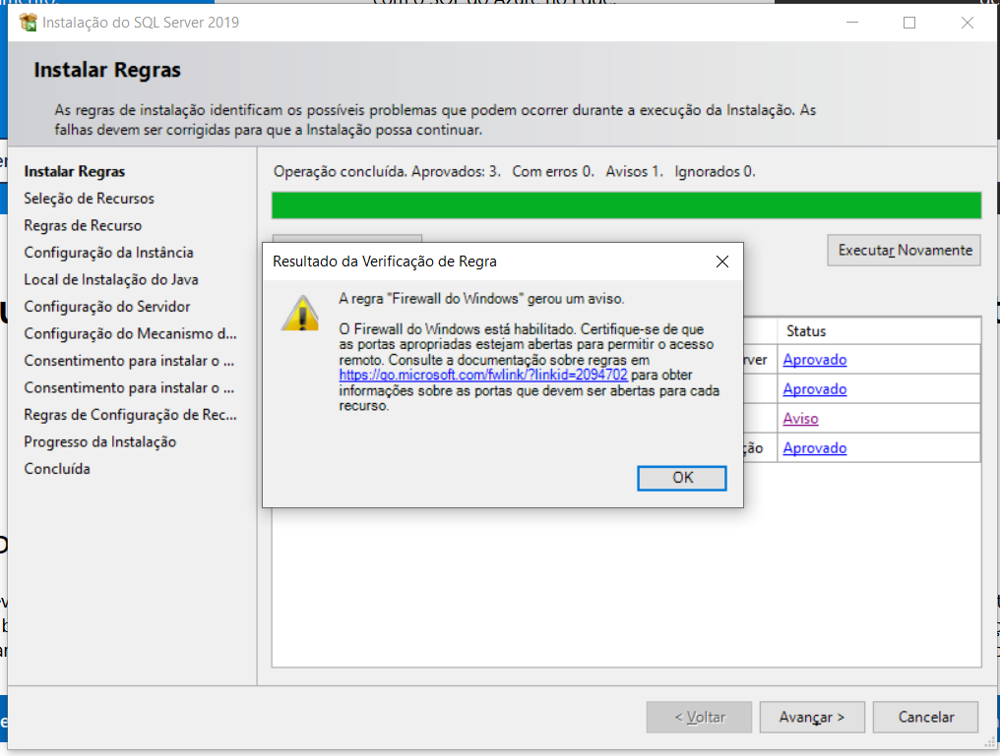 Instalação do SQL Server 2019
Instalar Regras
As regras de instalação identificam os possíveis problemas que podem ocorrer durante a execução da Instalação. As
falhas devem ser corrigidas para que a Instalação possa continuar.
Instalar Regras
Seleção de Recursos
Regras de Recurso
Configuração da Instância
Local de Instalação do Java
Configuração do Servidor
Configuração do Mecanismo d...
Consentimento para instalar o ...
Consentimento para instalar o ...
Regras de Configuração de Rec...
Progresso da Instalação
Concluída
Operação concluída. Aprovados: 3. Com erros 0. Avisos 1. Ignorados 0.
Executar Novamente
Resultado da Verificação de Regra
A regra "Firewall do Windows" gerou um aviso.
O Firewall do Windows está habilitado. Certifique-se de que
as portas apropriadas estejam abertas para permitir o acesso
remoto. Consulte a documentação sobre regras em
https://go.microsoft.com/fwlink/?linkid=2094702 para obter
informações sobre as portas que devem ser abertas para cada
recurso.
OK
Status
Aprovado
Aprovado
Aviso
Aprovado
< Voltar
Avançar >
Cancelar